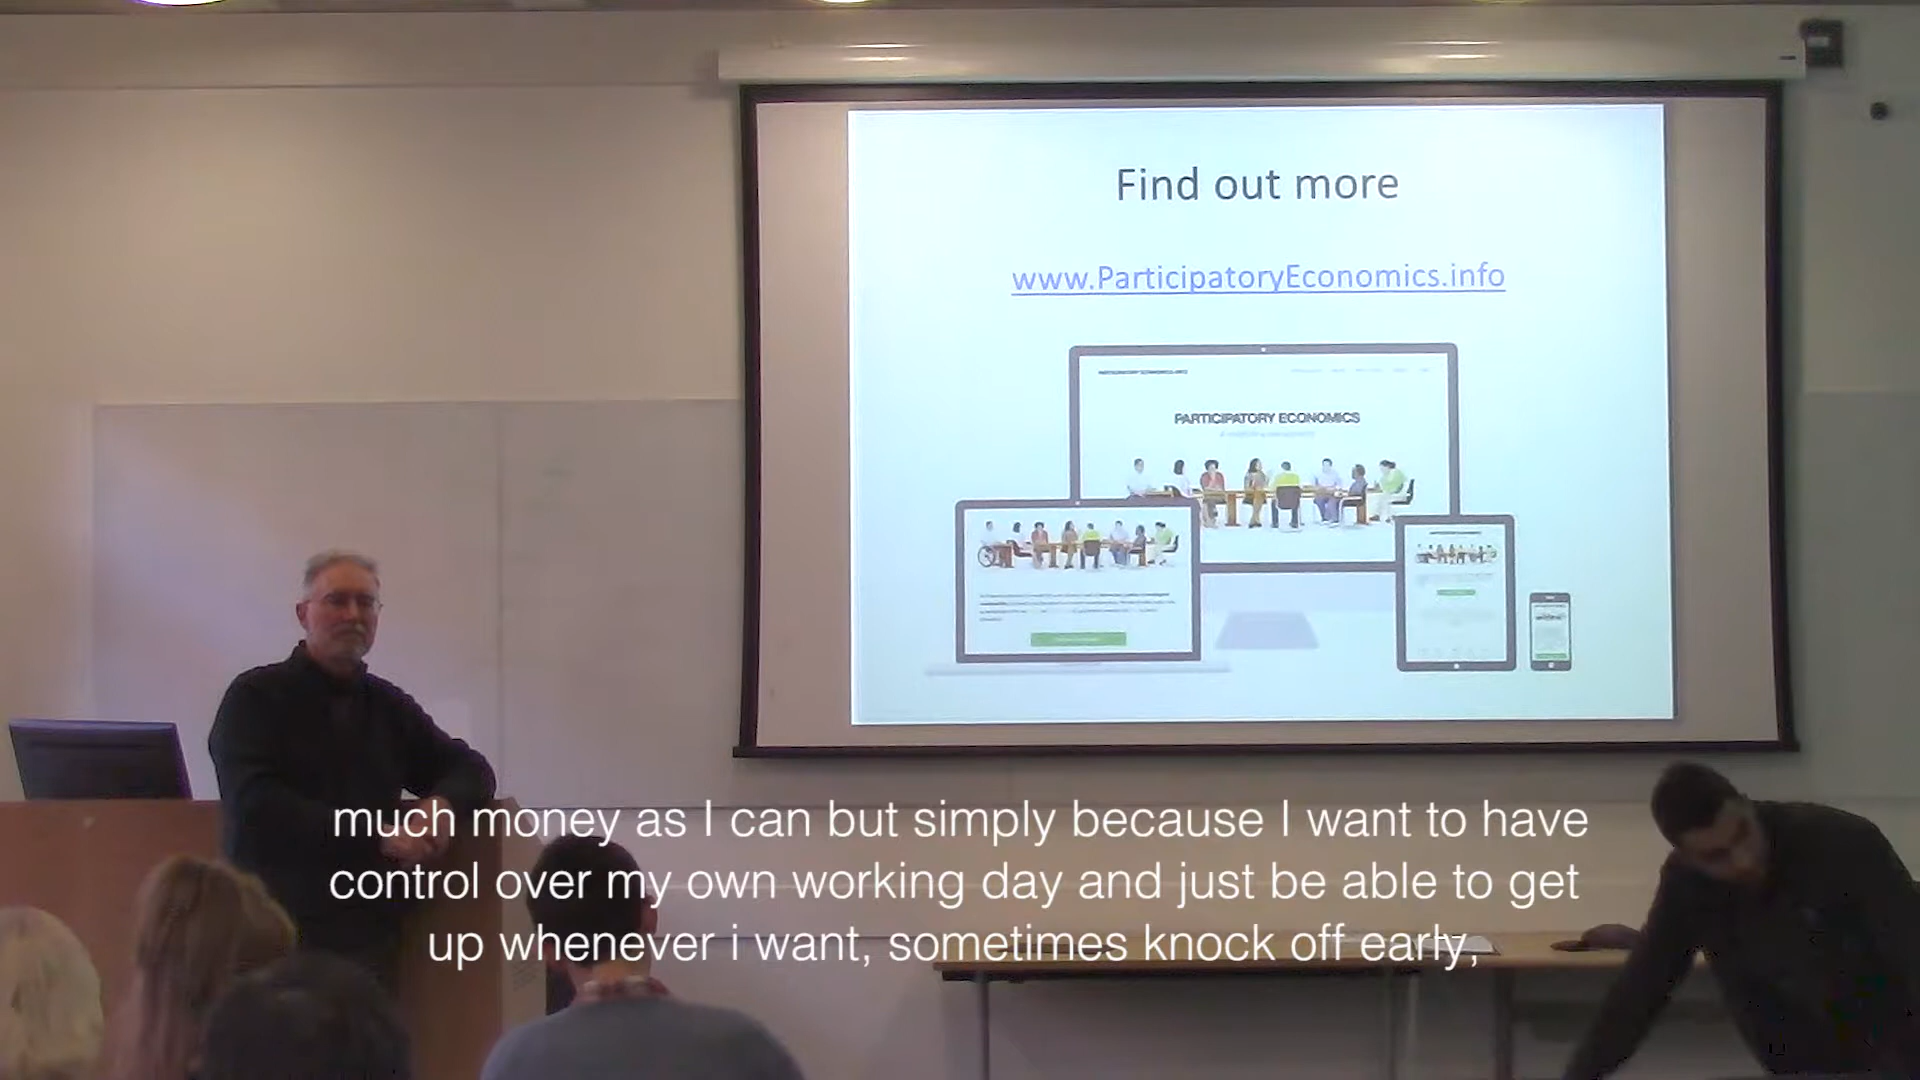 Find out more
www.ParticipatoryEconomics.info
PARTICIPATORY ECONOMICS
much money as I can but simply because I want to have
control over my own working day and just be able to get
up whenever i want, sometimes knock off early,